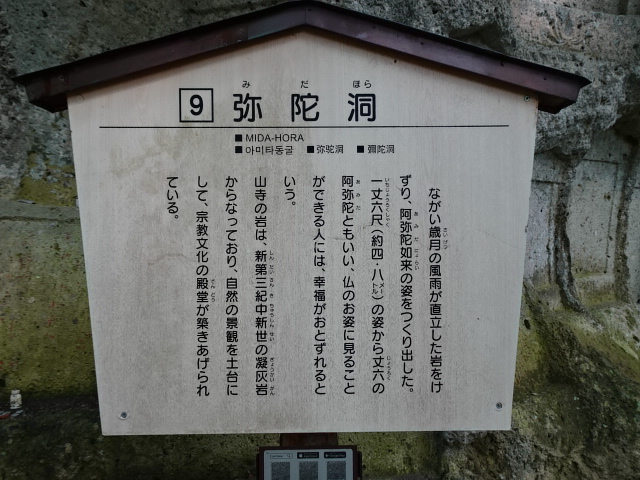 9 弥陀洞
みだほら
■ MIDA-HORA
■ 아미타동굴 ■ 弥驼洞 ■ 彌陀洞
ながい歳月の風雨が直立した岩をけ
ずり、阿弥陀如来の姿をつくり出した。
一丈六尺(約四・八メートル)の姿から丈六の
阿弥陀ともいい、仏のお姿に見ること
ができる人には、幸福がおとずれると
いう。
山寺の岩は、新第三紀中新世の凝灰岩
からなっており、自然の景観を土台に
して、宗教文化の殿堂が築きあげられ
ている。